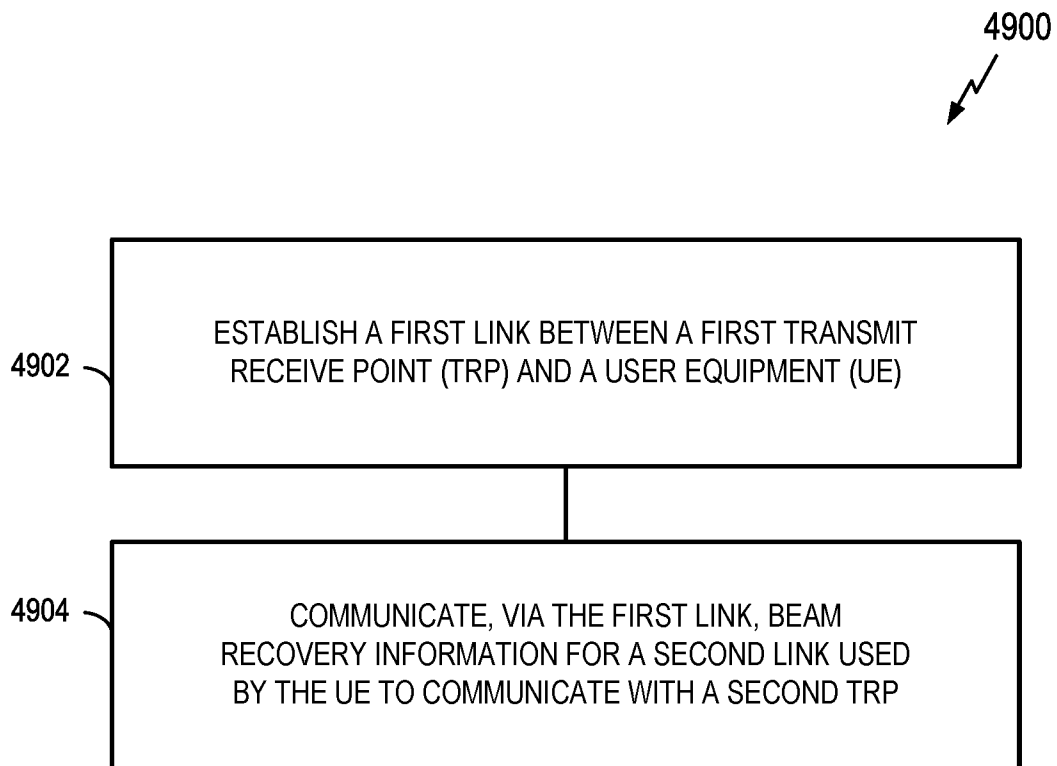 4900
4902
ESTABLISH A FIRST LINK BETWEEN A FIRST TRANSMIT
RECEIVE POINT (TRP) AND A USER EQUIPMENT (UE)
4904
COMMUNICATE, VIA THE FIRST LINK, BEAM
RECOVERY INFORMATION FOR A SECOND LINK USED
BY THE UE TO COMMUNICATE WITH A SECOND TRP